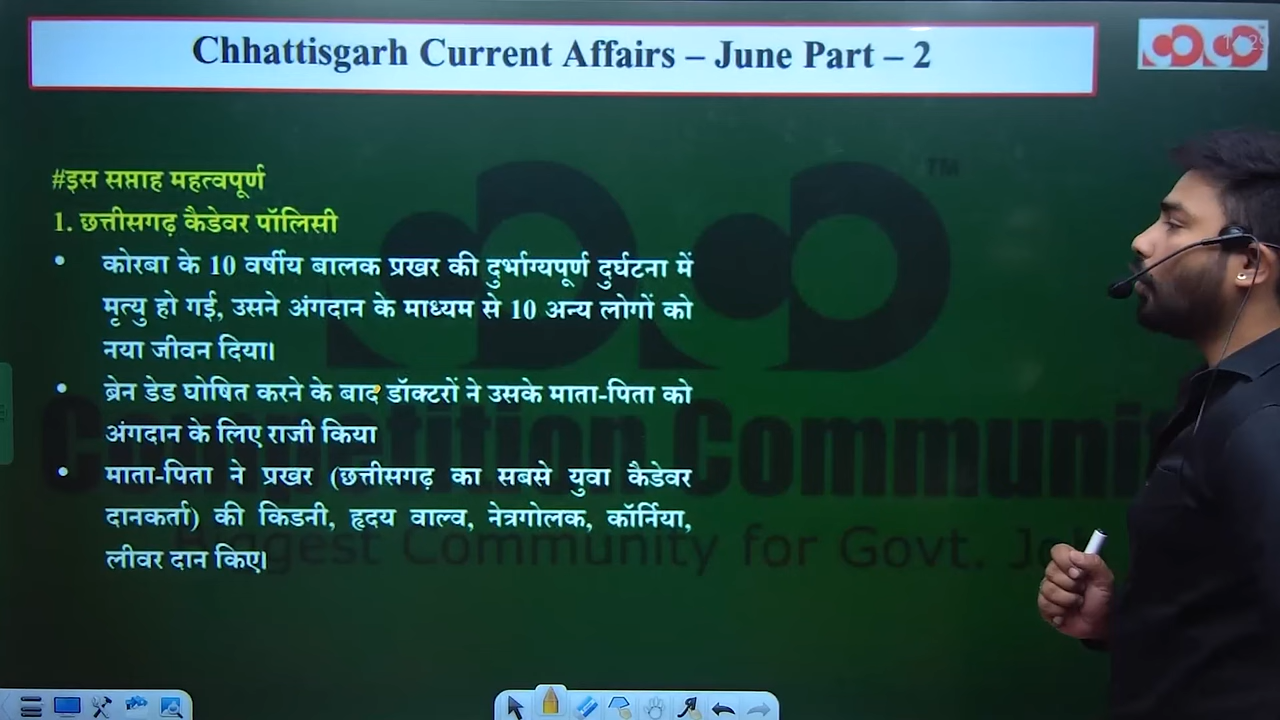 Chhattisgarh Current Affairs – June Part – 2
#इस सप्ताह महत्वपूर्ण
1. छत्तीसगढ़ कैडेवर पॉलिसी
• कोरबा के 10 वर्षीय बालक प्रखर की दुर्भाग्यपूर्ण दुर्घटना में
मृत्यु हो गई, उसने अंगदान के माध्यम से 10 अन्य लोगों को
नया जीवन दिया।
• ब्रेन डेड घोषित करने के बाद डॉक्टरों ने उसके माता-पिता को
अंगदान के लिए राजी किया
• माता-पिता ने प्रखर (छत्तीसगढ़ का सबसे युवा कैडेवर
दानकर्ता) की किडनी, हृदय वाल्व, नेत्रगोलक, कॉर्निया,
लीवर दान किए।
TM
Competition Community
Biggest Community for Govt.